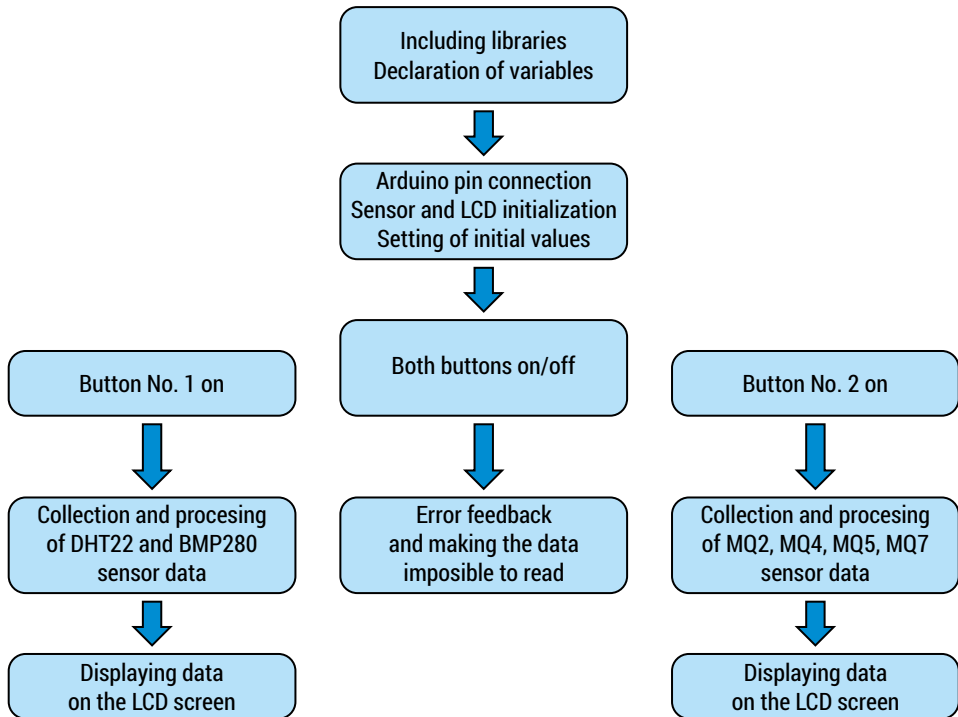 Including libraries
Declaration of variables
Arduino pin connection
Sensor and LCD initialization
Setting of initial values
Both buttons on/off
Button No. 1 on
Button No. 2 on
Collection and procesing
of DHT22 and BMP280
sensor data
Error feedback
and making the data
imposible to read
Collection and procesing
of MQ2, MQ4, MQ5, MQ7
sensor data
Displaying data
on the LCD screen
Displaying data
on the LCD screen